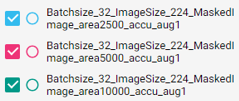 Batchsize_32_ImageSize_224_MaskedI
mage_area2500_accu_aug1
Batchsize_32_ImageSize_224_MaskedI
mage_area5000_accu_aug1
Batchsize_32_ImageSize_224_MaskedI
mage_area10000_accu_aug1